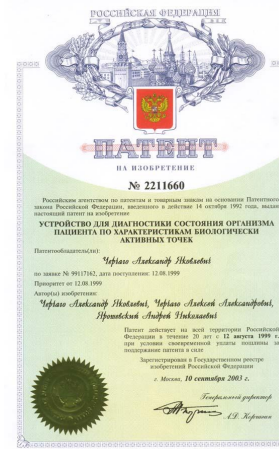 РОССИЙСКАЯ ФЕДЕРАЦИЯ
ПАТЕНТ
НА ИЗОБРЕТЕНИЕ
№ 2211660
Российским агентством по патентам и товарным знакам на основании Патентного
закона Российской Федерации, введенного в действие 14 октября 1992 года, выдан
настоящий патент на изобретение
УСТРОЙСТВО ДЛЯ ДИАГНОСТИКИ СОСТОЯНИЯ ОРГАНИЗМА
ПАЦИЕНТА ПО ХАРАКТЕРИСТИКАМ БИОЛОГИЧЕСКИ
АКТИВНЫХ ТОЧЕК
Патентообладатель(ли):
Чернаго Александр Яковлевич
по заявке № 99117162, дата поступления: 12.08.1999
Приоритет от 12.08.1999
Автор(ы) изобретения:
Чернаго Александр Яковлевич, Чернаго Алексей Александрович,
Андрей Николаевич
Патент действует на всей территории Российской
Федерации в течение 20 лет с 12 августа 1999 г.
при условии своевременной уплаты пошлины за
поддержание патента в силе
Зарегистрирован в Государственном реестре
изобретений Российской Федерации
г. Москва, 10 сентября 2003 г.
Генеральный директор
А.Д. Корчагин